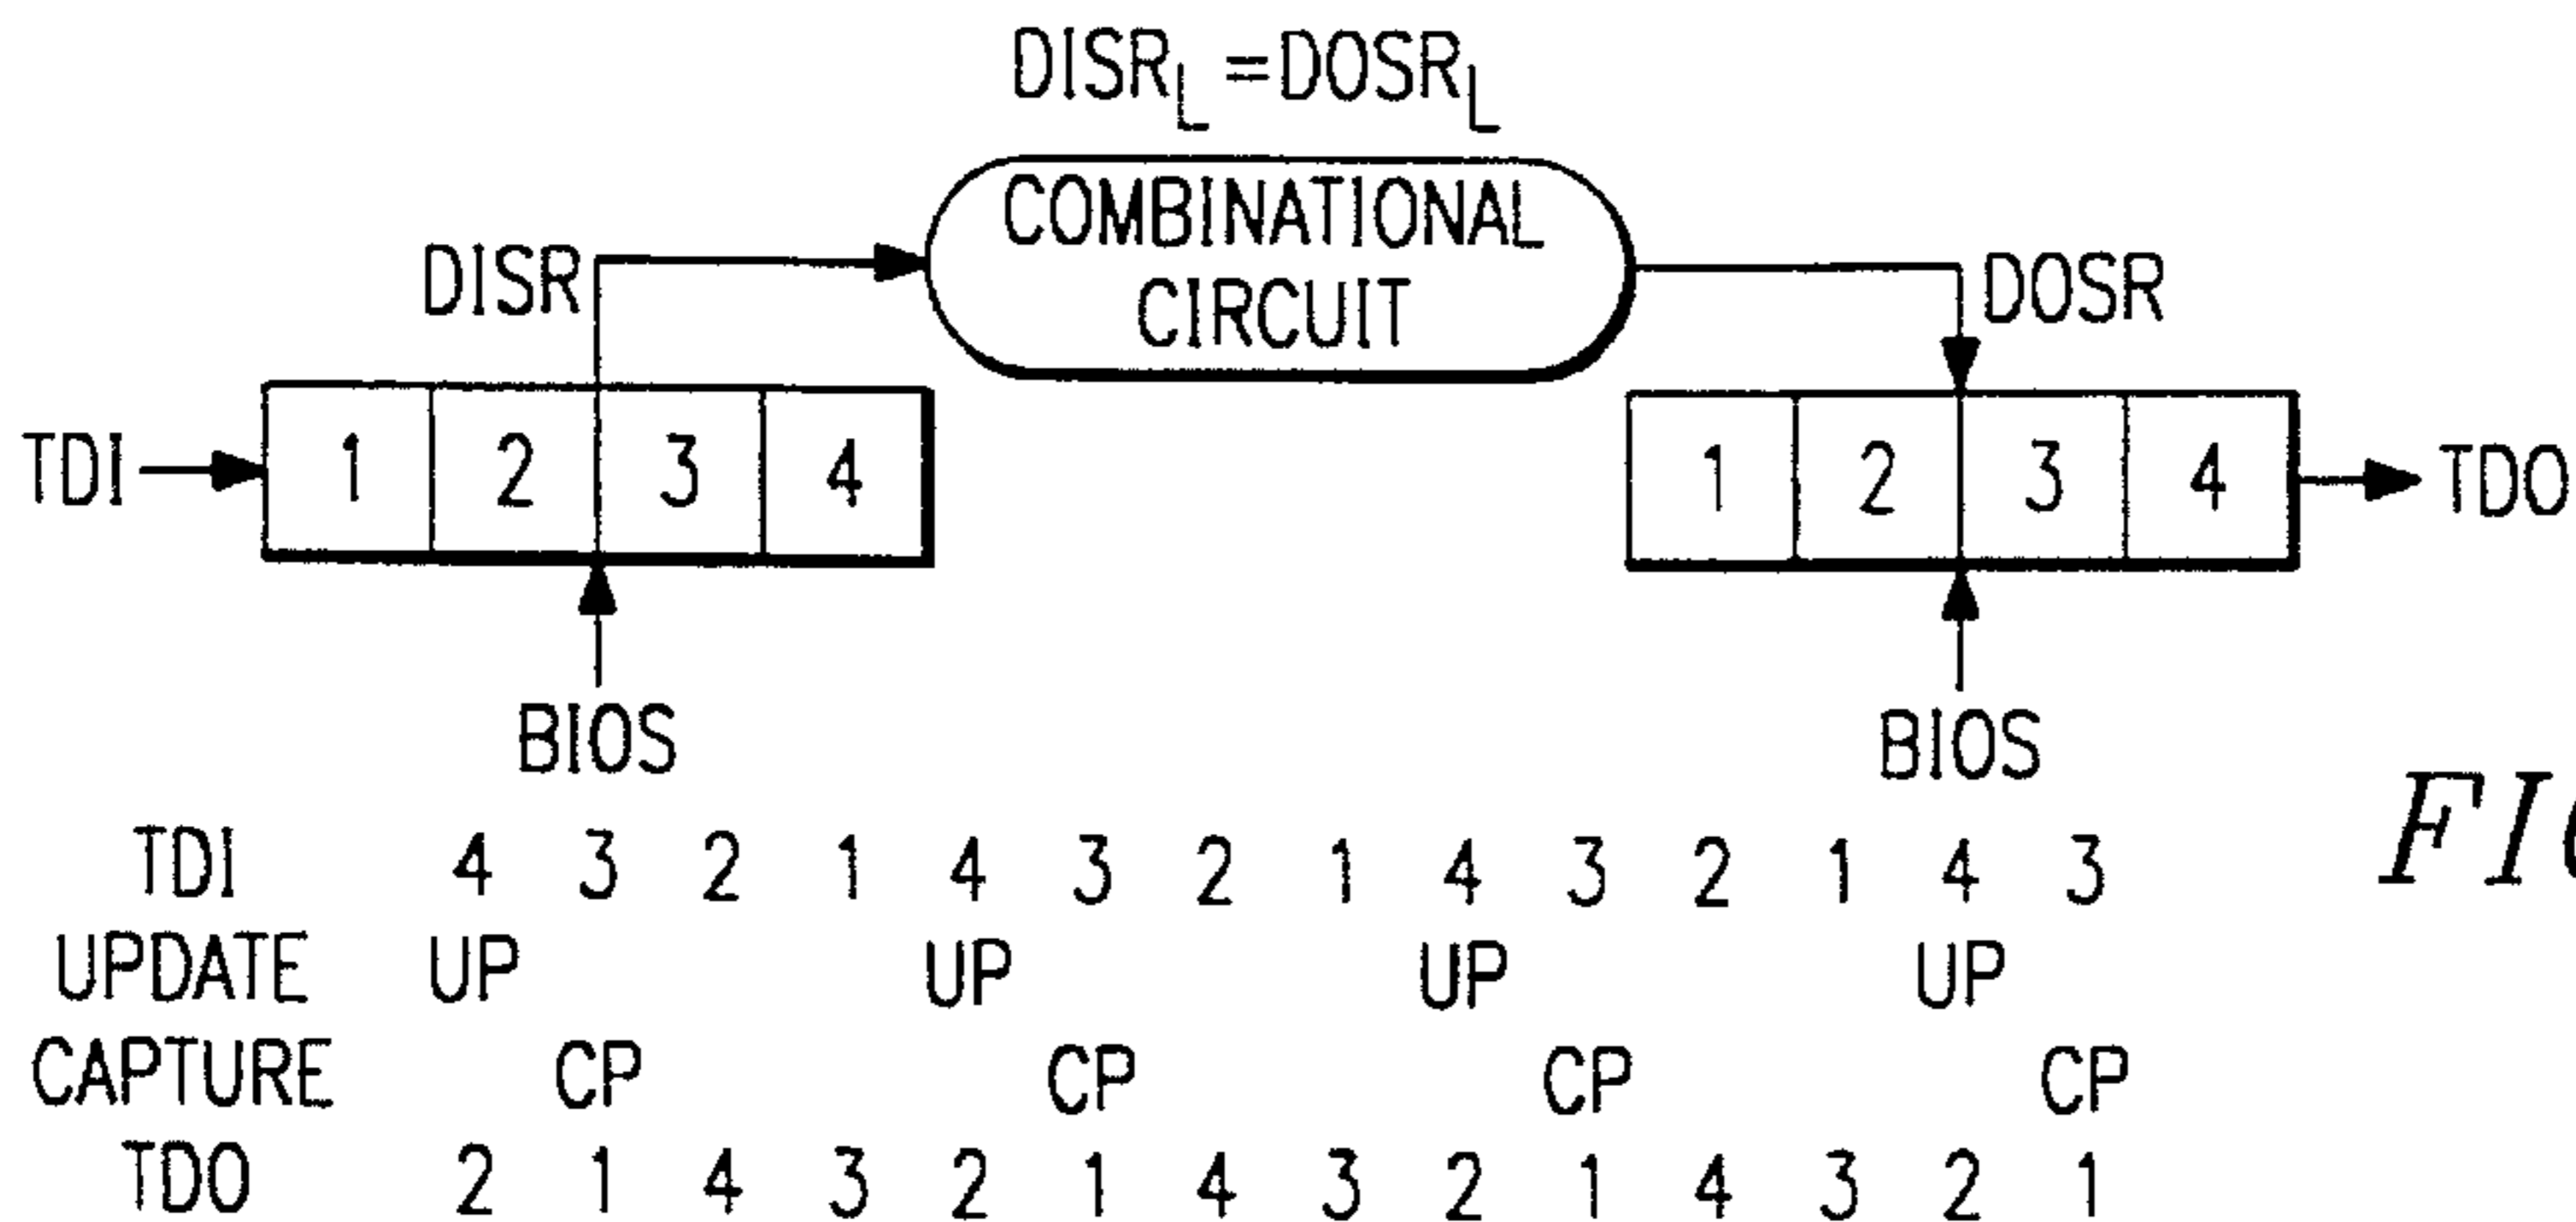 DISR_L = DOSR_L
COMBINATIONAL
CIRCUIT
DISR
DOSR
TDI
1 2 3 4
1 2 3 4
TDO
BIOS
BIOS
TDI 4 3 2 1 4 3 2 1 4 3 2 1 4 3
UPDATE UP UP UP UP
CAPTURE CP CP CP CP
TDO 2 1 4 3 2 1 4 3 2 1 4 3 2 1